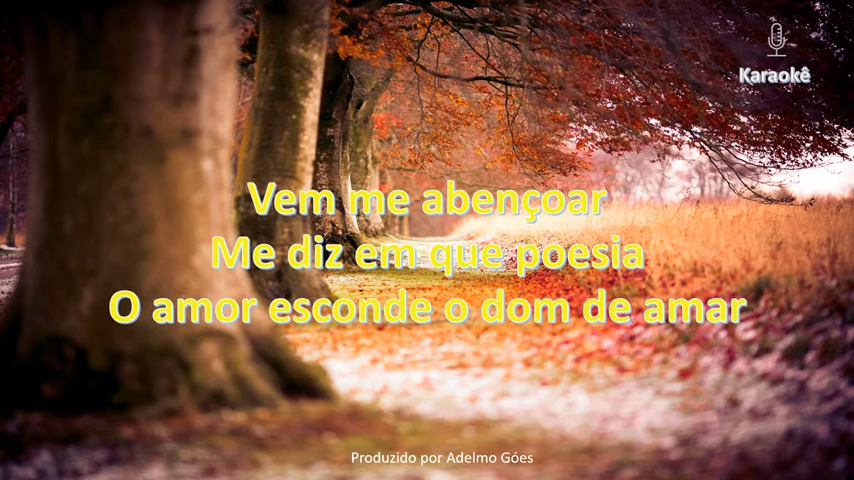 Karaokê
Vem me abençoar
Me diz em que poesia
O amor esconde o dom de amar
Produzido por Adelmo Góes